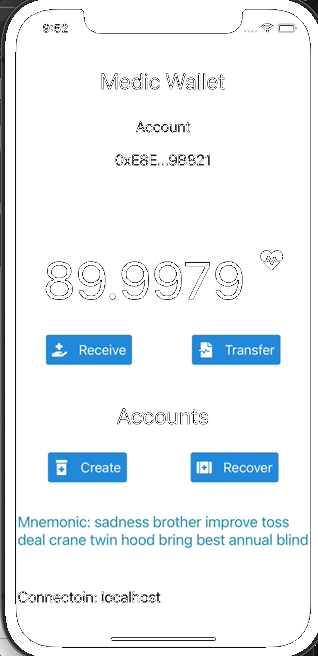 9:52
Medic Wallet
Account
0xE8E...98821
89.9979
Receive Transfer
Accounts
Create Recover
Mnemonic: sadness brother improve toss
deal crane twin hood bring best annual blind
Connectoin: localhost